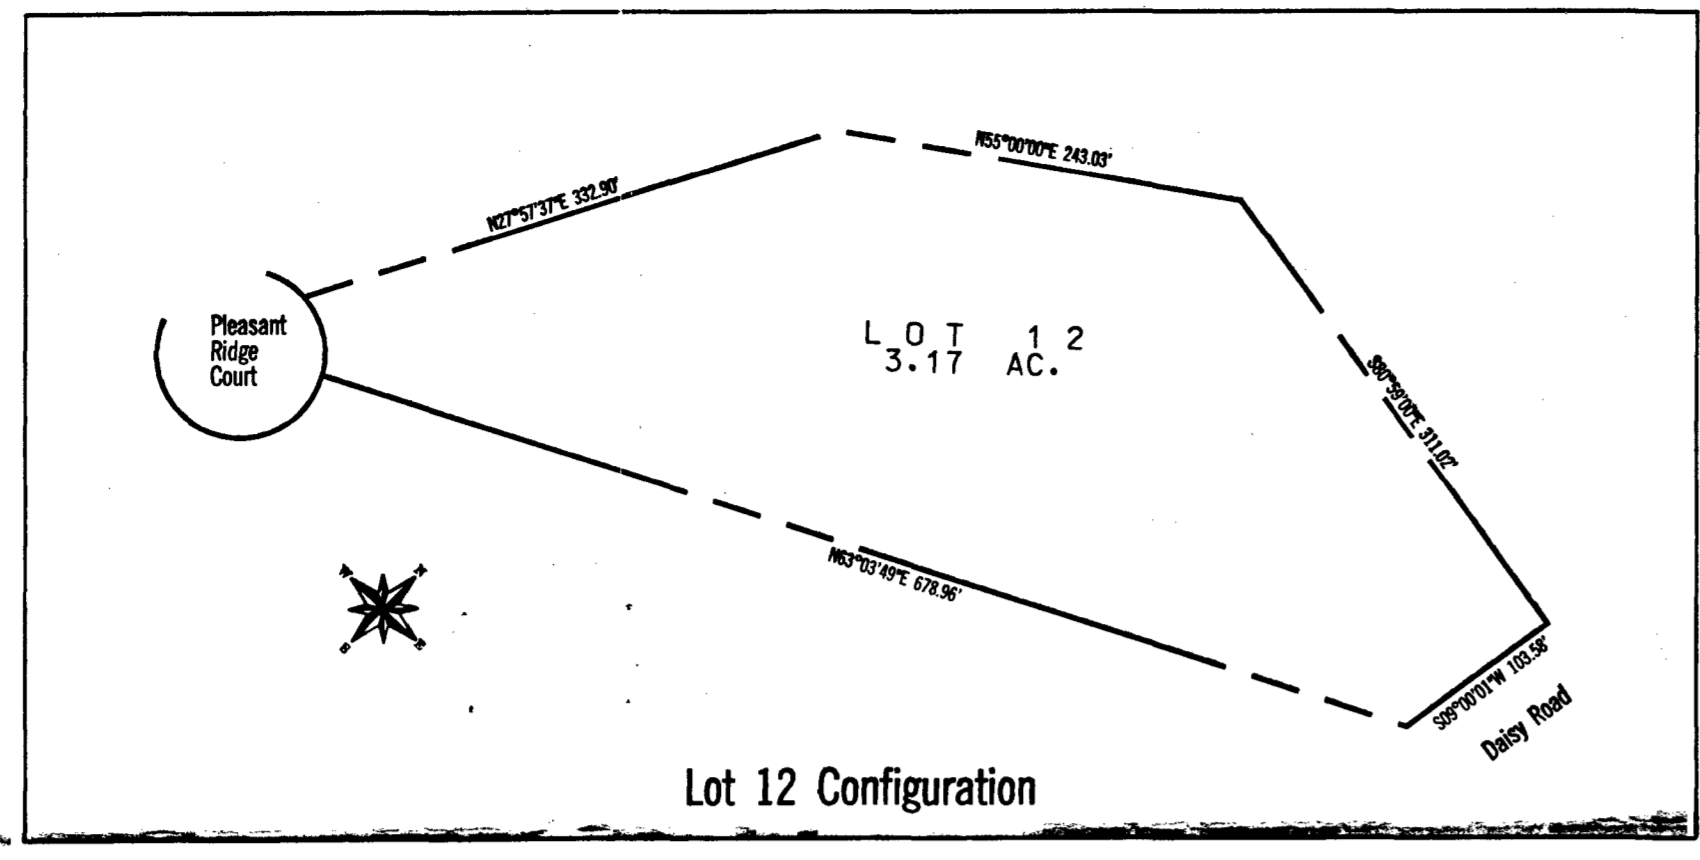 N55°00'00"E 243.03'
N27°57'37"E 332.90'
Pleasant
Ridge
Court
LOT 12
3.17 AC.
S80°59'00"E 311.02'
N63°03'49"E 678.96'
W
N
S
E
S09°00'01"W 103.58'
Daisy Road
Lot 12 Configuration